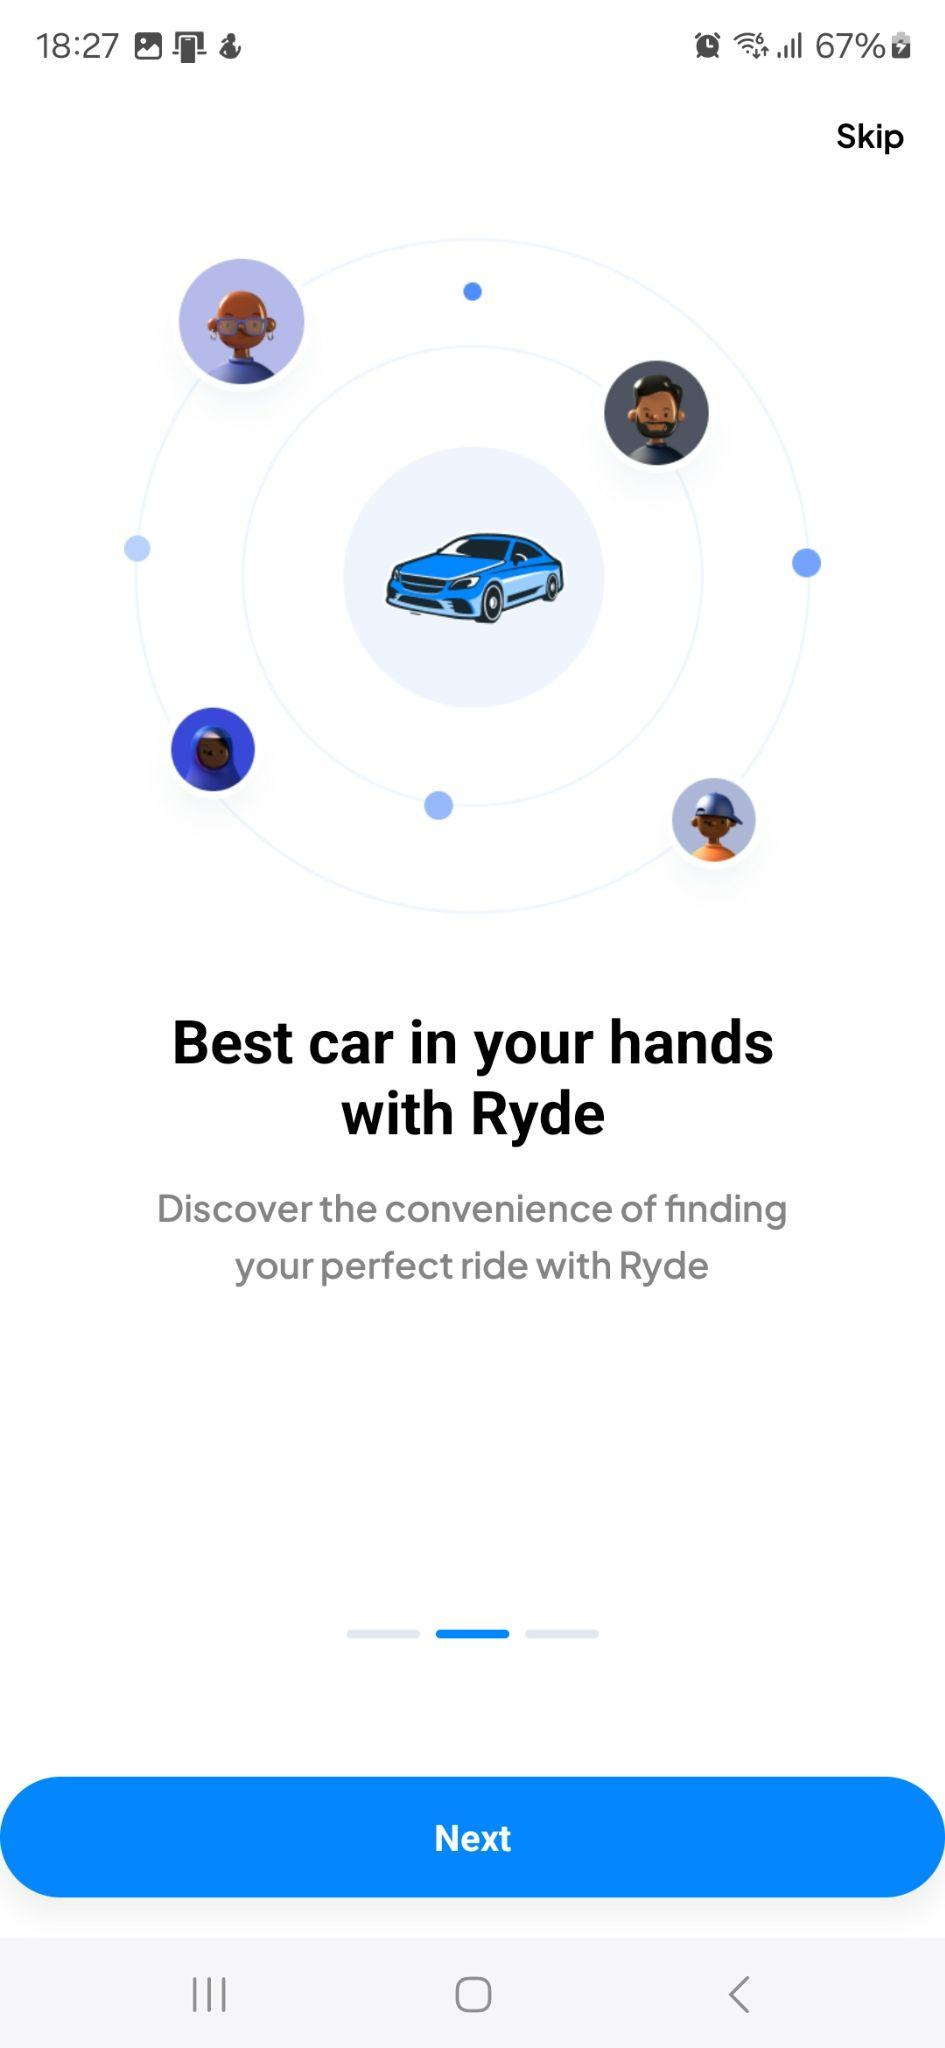 18:27
67%
Skip
Best car in your hands
with Ryde
Discover the convenience of finding
your perfect ride with Ryde
Next